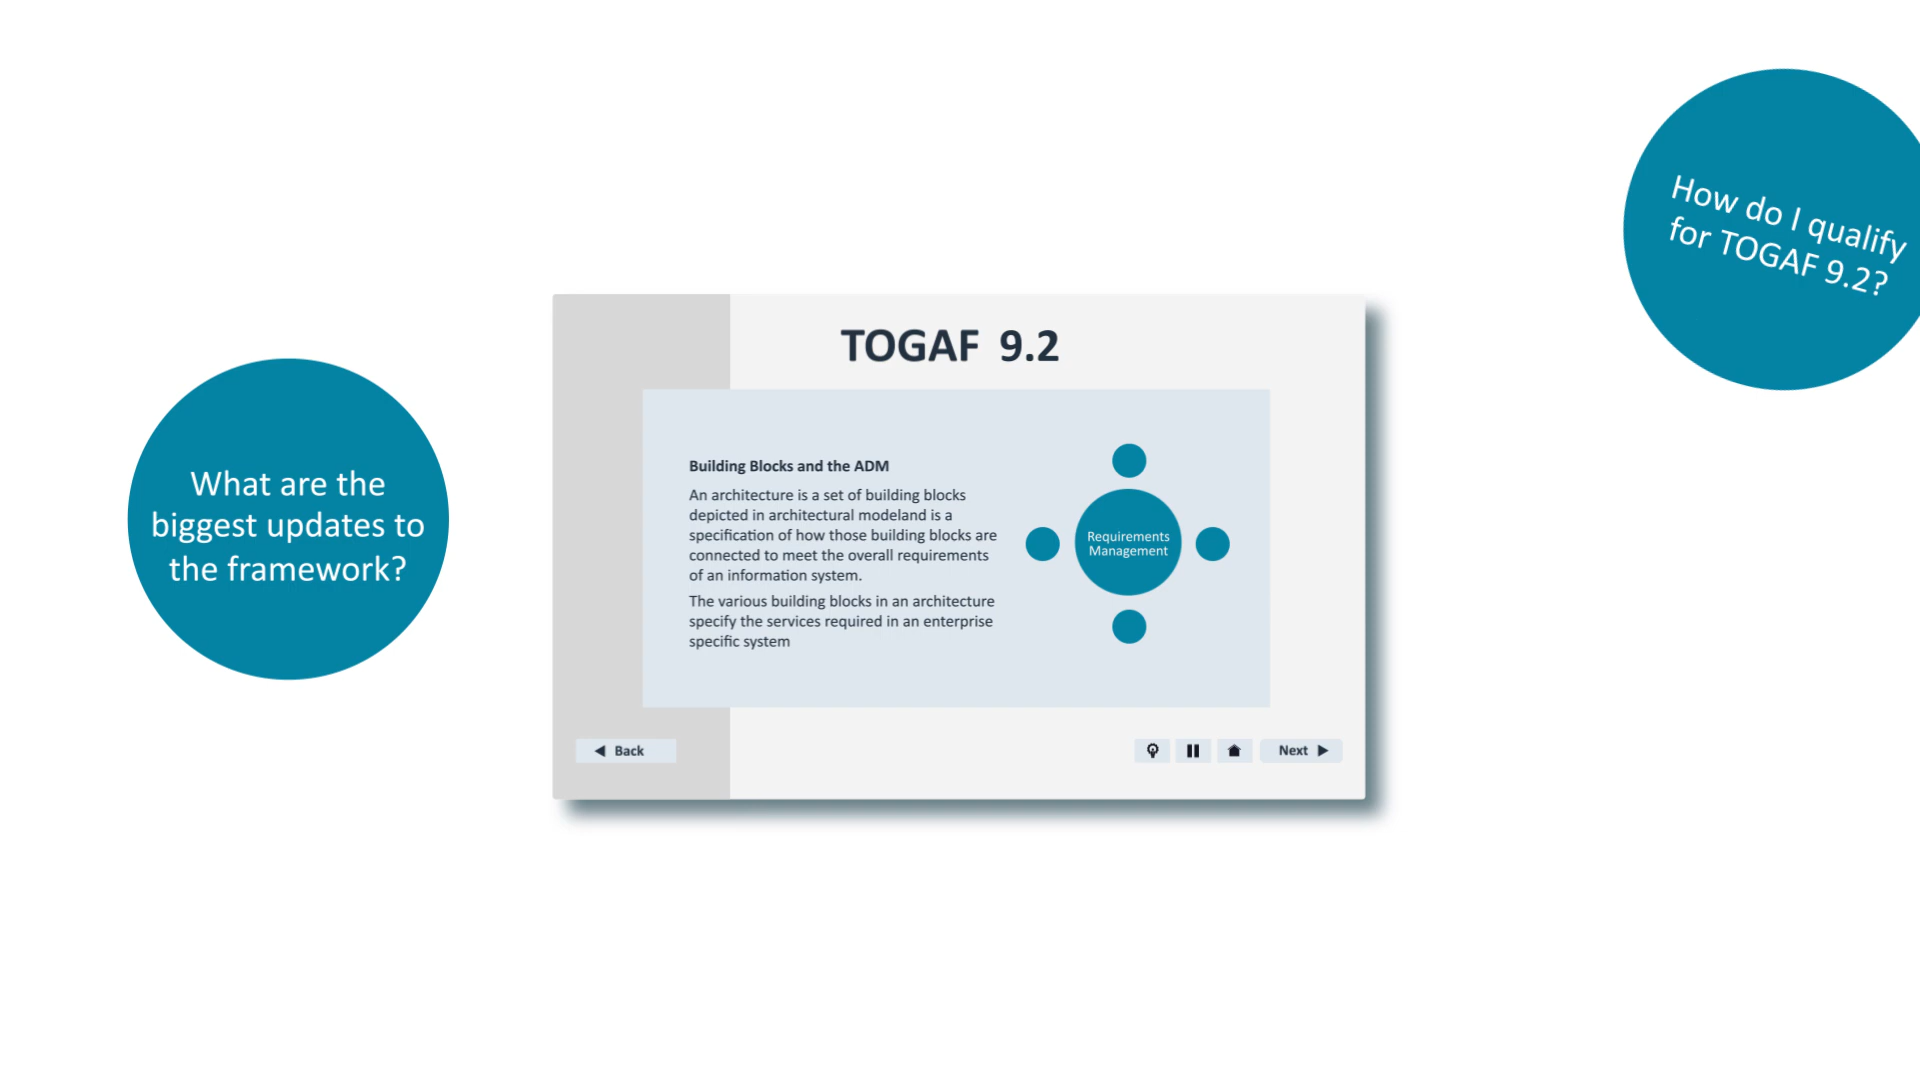 What are the
biggest updates to
the framework?
TOGAF 9.2
Building Blocks and the ADM
An architecture is a set of building blocks
depicted in architectural modeland is a
specification of how those building blocks are
connected to meet the overall requirements
of an information system.
The various building blocks in an architecture
specify the services required in an enterprise
specific system
Requirements
Management
Back
Next
How do I qualify
for TOGAF 9.2?